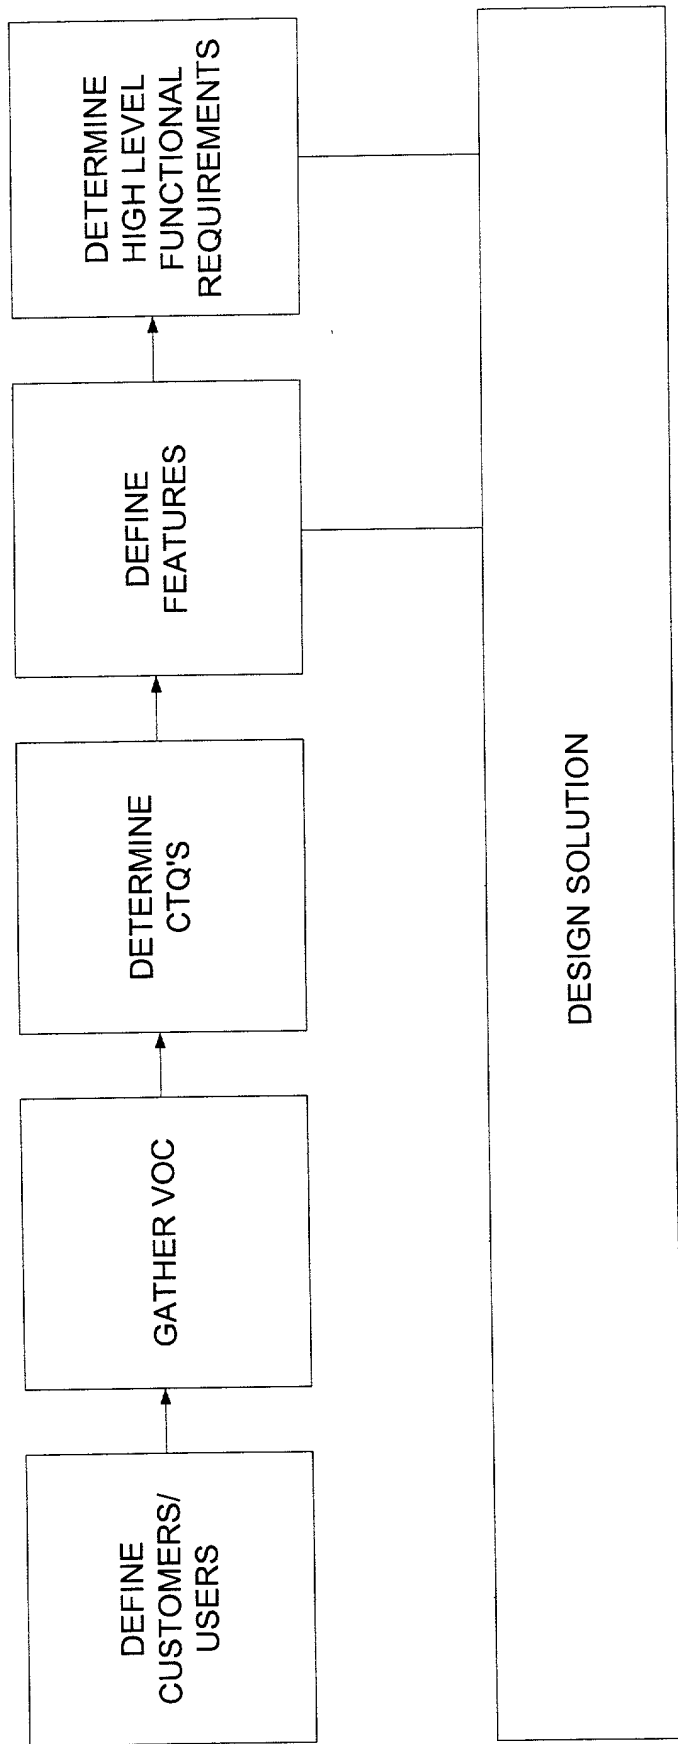 DEFINE
CUSTOMERS/
USERS
GATHER VOC
DETERMINE
CTQ'S
DEFINE
FEATURES
DETERMINE
HIGH LEVEL
FUNCTIONAL
REQUIREMENTS
DESIGN SOLUTION